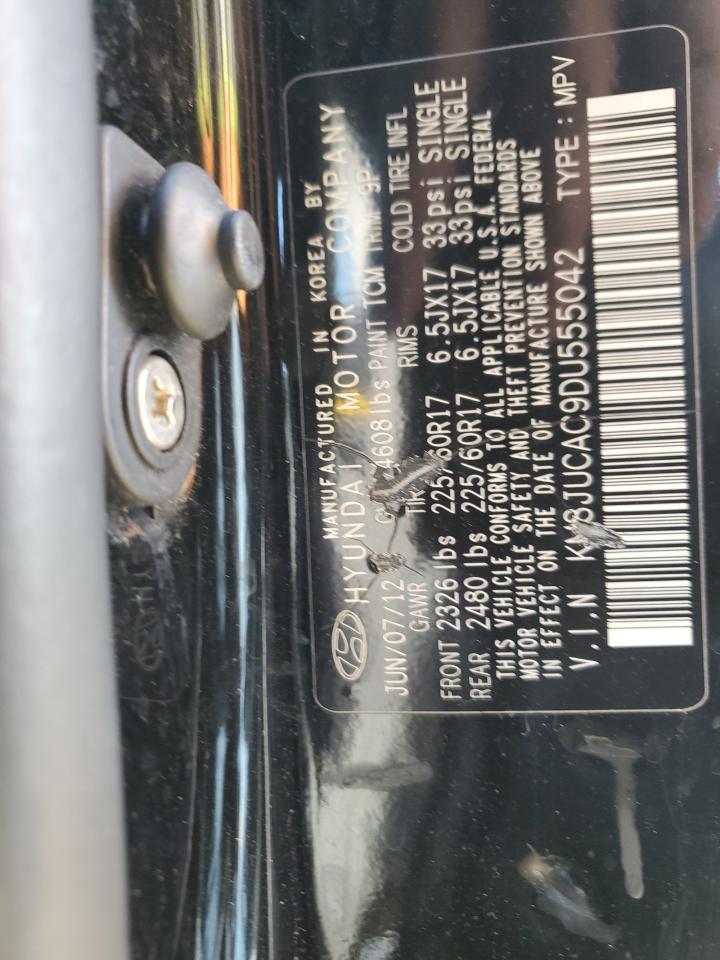 MANUFACTURED IN KOREA BY
HYUNDAI MOTOR COMPANY
JUN/07/12 4608lbs PAINT TCM TRIM 9P
GAWR RIMS COLD TIRE INFL
FRONT 2326 lbs 225/60R17 6.5JX17 33psi SINGLE
REAR 2480 lbs 225/60R17 6.5JX17 33psi SINGLE
THIS VEHICLE CONFORMS TO ALL APPLICABLE U.S.A. FEDERAL
MOTOR VEHICLE SAFETY AND THEFT PREVENTION STANDARDS
IN EFFECT ON THE DATE OF MANUFACTURE SHOWN ABOVE
V.I.N KM8JUCAC9DU555042 TYPE : MPV